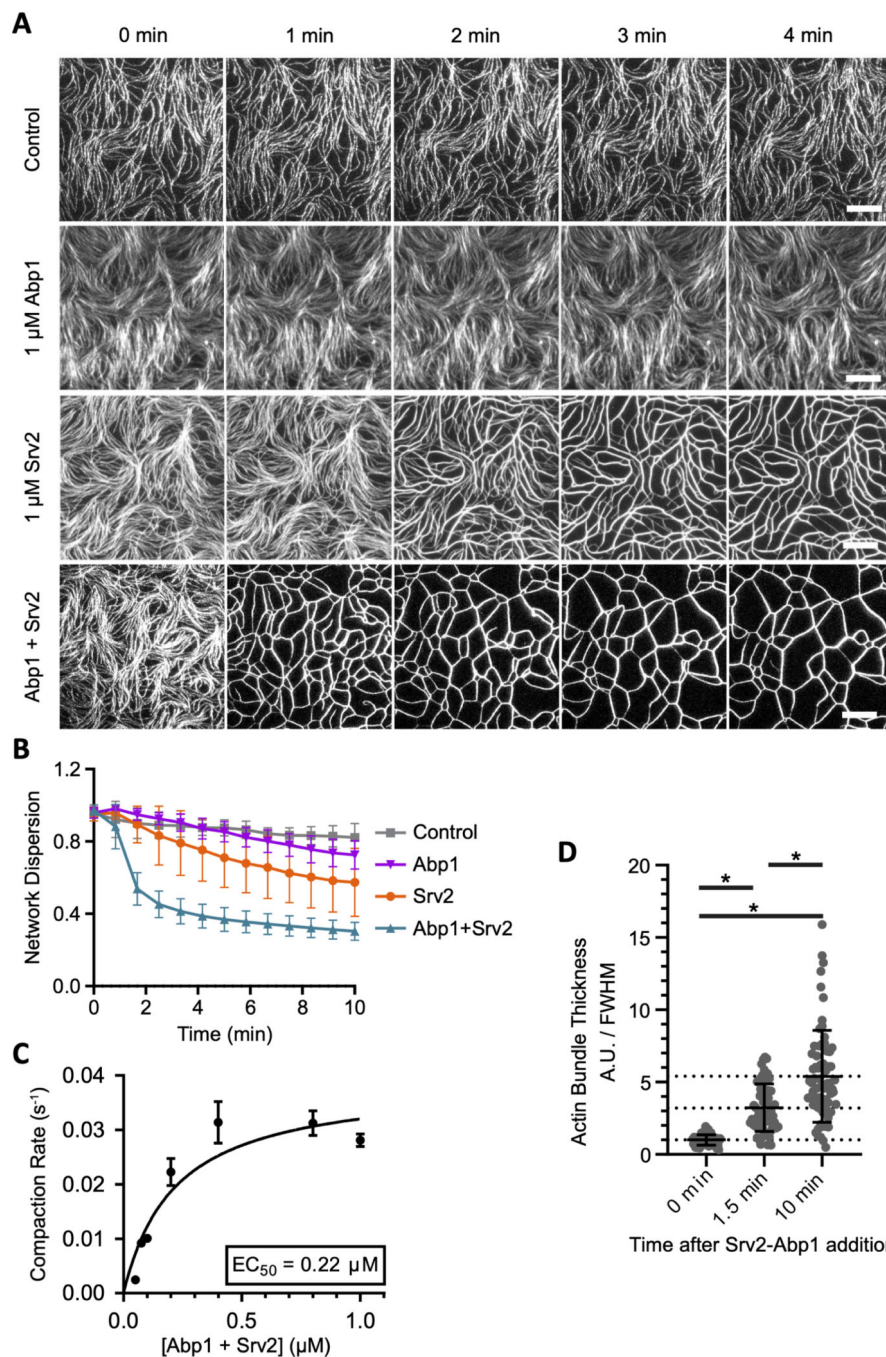 A
0 min 1 min 2 min 3 min 4 min
Control
1 µM Abp1
1 µM Srv2
Abp1 + Srv2
B
Network Dispersion
1.2
0.8
0.4
0.0
0 2 4 6 8 10
Time (min)
Control
Abp1
Srv2
Abp1+Srv2
C
Compaction Rate (s⁻¹)
0.04
0.03
0.02
0.01
0.00
0.0 0.5 1.0
[Abp1 + Srv2] (µM)
EC₅₀ = 0.22 µM
D
Actin Bundle Thickness
A.U. / FWHM
20
15
10
5
0
* *
*
0 min 1.5 min 10 min
Time after Srv2-Abp1 addition